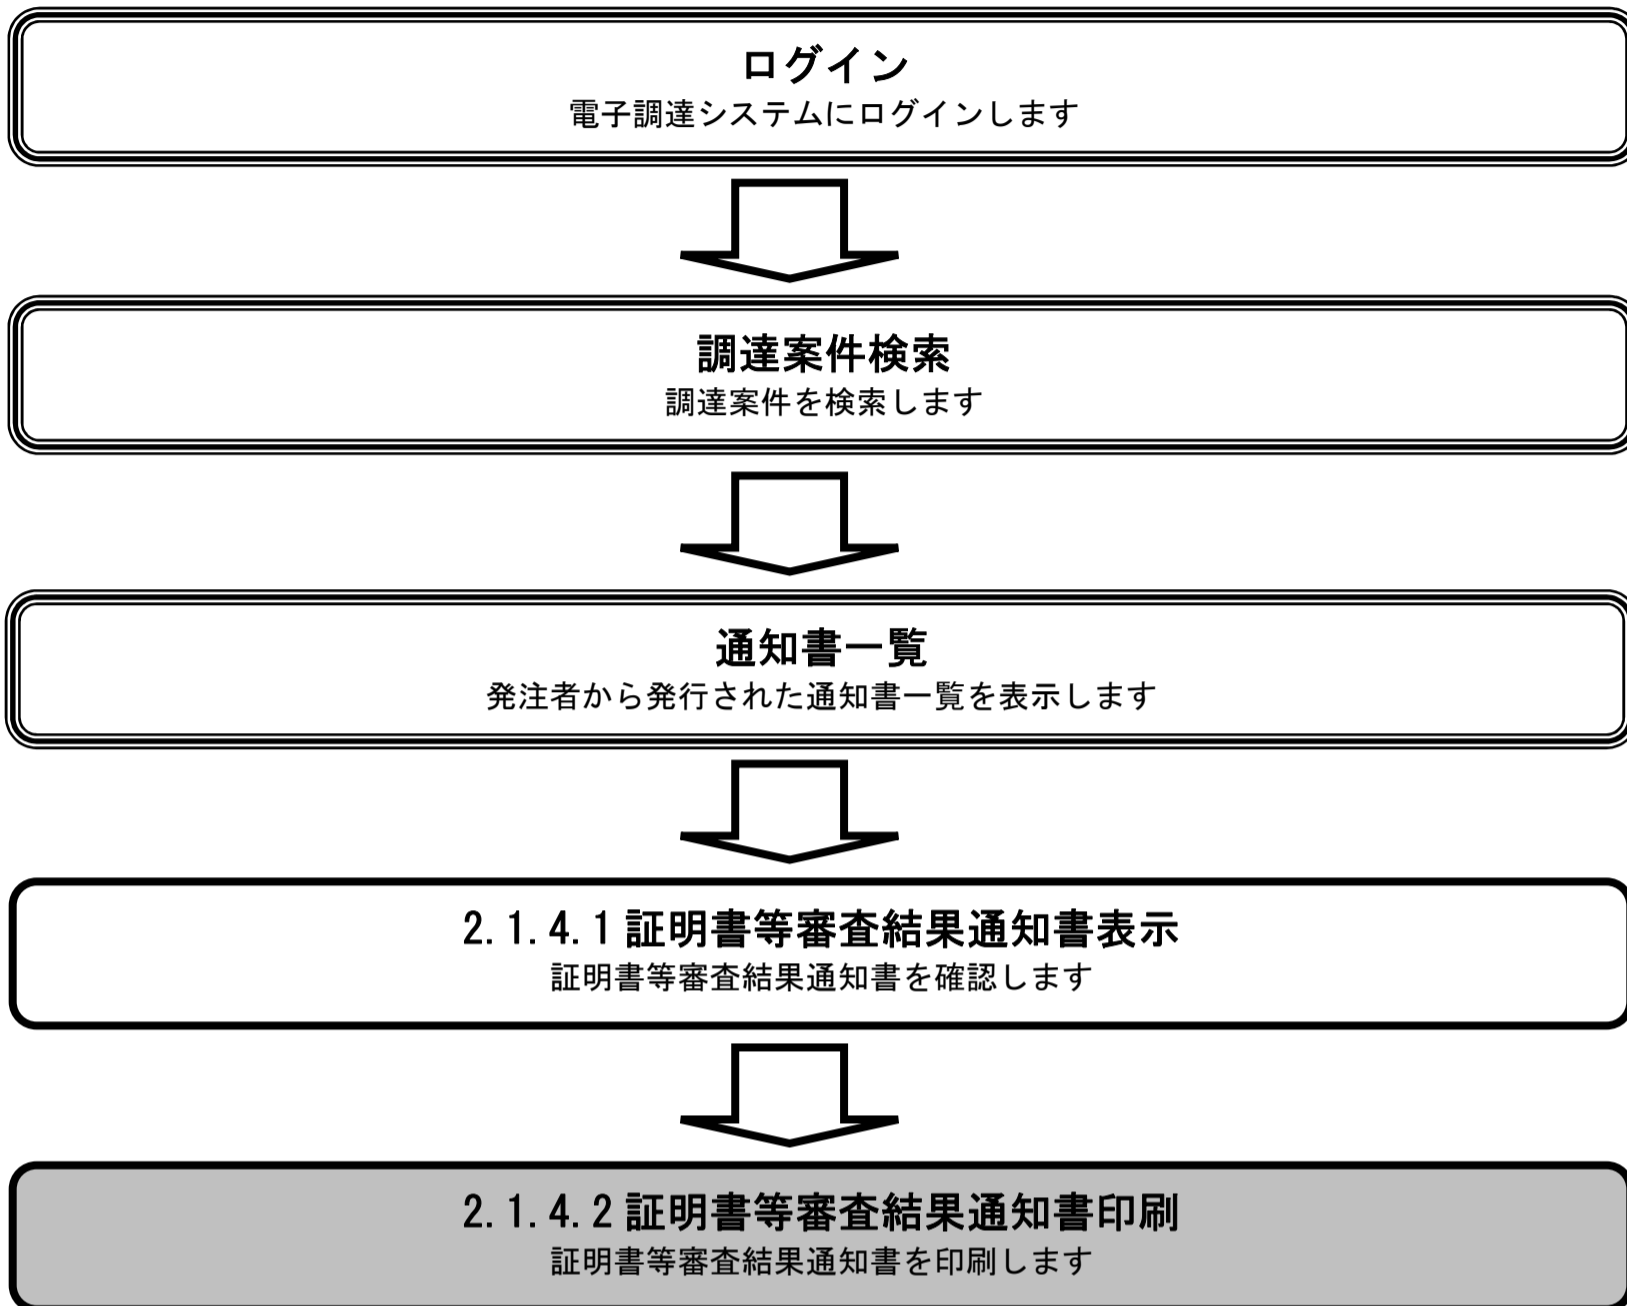 ログイン
電子調達システムにログインします
調達案件検索
調達案件を検索します
通知書一覧
発注者から発行された通知書一覧を表示します
2.1.4.1 証明書等審査結果通知書表示
証明書等審査結果通知書を確認します
2.1.4.2 証明書等審査結果通知書印刷
証明書等審査結果通知書を印刷します